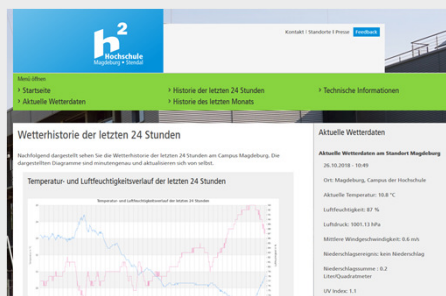 h²
Hochschule
Magdeburg • Stendal
Kontakt | Standorte | Presse Feedback
Menü öffnen
› Startseite
› Historie der letzten 24 Stunden
› Technische Informationen
› Aktuelle Wetterdaten
› Historie des letzten Monats
Wetterhistorie der letzten 24 Stunden
Nachfolgend dargestellt sehen Sie die Wetterhistorie der letzten 24 Stunden am Campus Magdeburg. Die
dargestellten Diagramme sind minutengenau und aktualisieren sich von selbst.
Temperatur- und Luftfeuchtigkeitsverlauf der letzten 24 Stunden
Temperatur- und Luftfeuchtigkeitsverlauf der letzten 24 Stunden
Aktuelle Wetterdaten
Aktuelle Wetterdaten am Standort Magdeburg
26.10.2018 - 10:49
Ort: Magdeburg, Campus der Hochschule
Aktuelle Temperatur: 10.8 °C
Luftfeuchtigkeit: 87 %
Luftdruck: 1001.13 hPa
Mittlere Windgeschwindigkeit: 0.6 m/s
Niederschlagsereignis: kein Niederschlag
Niederschlagssumme : 0.2
Liter/Quadratmeter
UV Index: 1.1